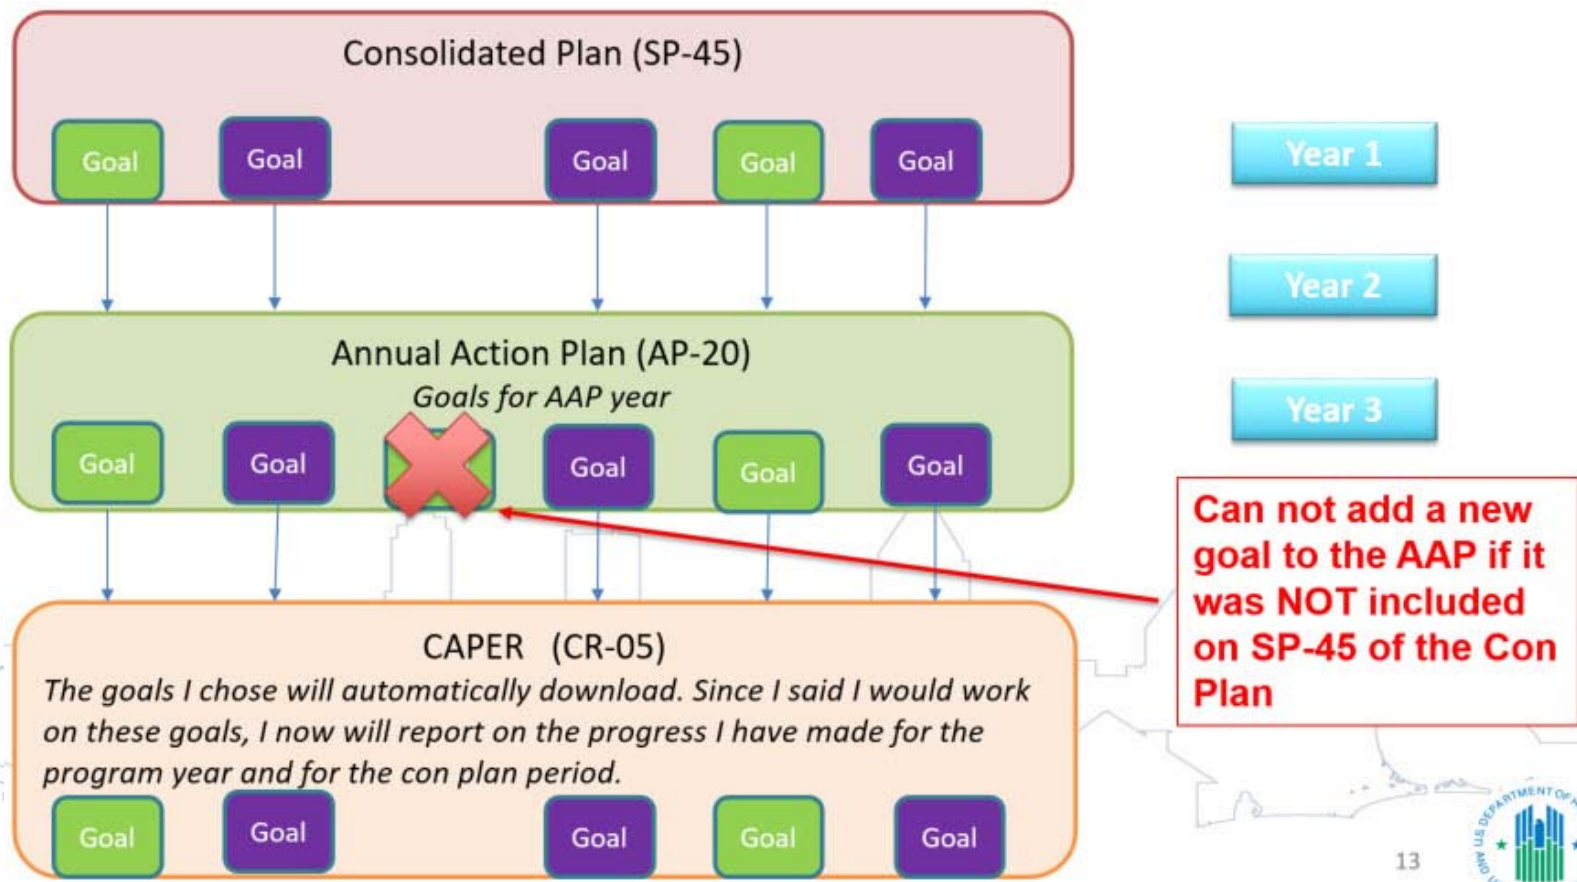 Consolidated Plan (SP-45)
Goal Goal Goal Goal Goal
Year 1
Year 2
Annual Action Plan (AP-20)
Goals for AAP year
Year 3
Goal Goal Goal Goal Goal
Can not add a new
goal to the AAP if it
was NOT included
on SP-45 of the Con
Plan
CAPER (CR-05)
The goals I chose will automatically download. Since I said I would work
on these goals, I now will report on the progress I have made for the
program year and for the con plan period.
Goal Goal Goal Goal Goal
13
U.S. DEPARTMENT OF